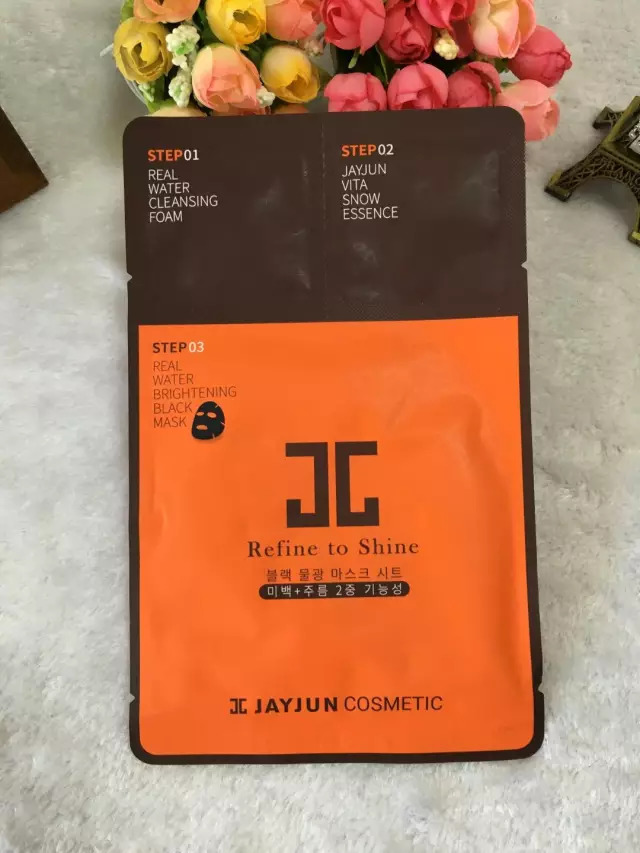 STEP01
REAL
WATER
CLEANSING
FOAM
STEP02
JAYJUN
VITA
SNOW
ESSENCE
STEP03
REAL
WATER
BRIGHTENING
BLACK
MASK
Refine to Shine
블랙 물광 마스크 시트
미백+주름 2중 기능성
JAYJUN COSMETIC